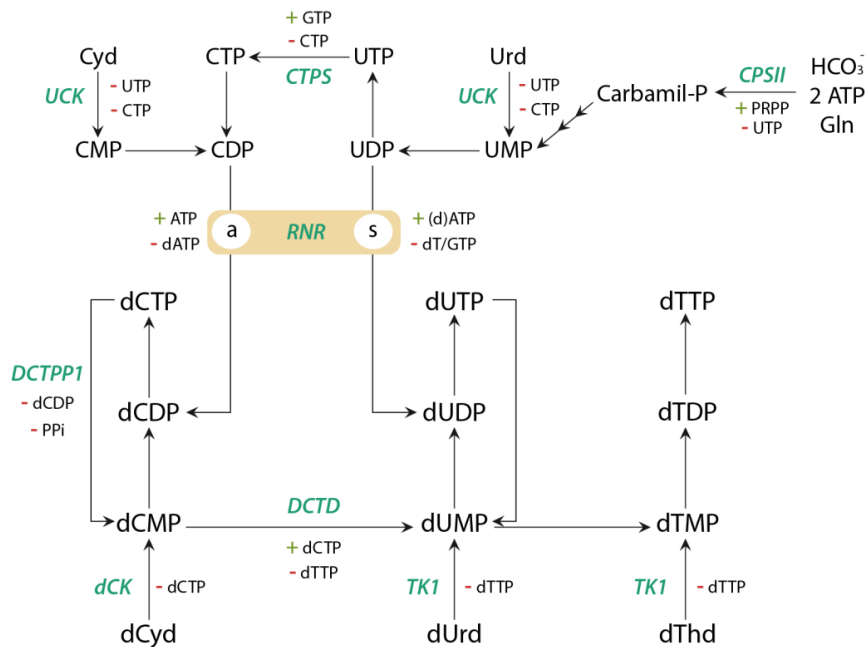 + GTP
- CTP
Cyd
CTP
UTP
Urd
HCO3-
CTPS
CPSII
UCK
- UTP
- CTP
UCK
- UTP
- CTP
Carbamil-P
2 ATP
+ PRPP
- UTP
Gln
CMP
CDP
UDP
UMP
+ ATP
- dATP
a
RNR
s
+ (d)ATP
- dT/GTP
dCTP
dUTP
dTTP
DCTPP1
- dCDP
- PPi
dCDP
dUDP
dTDP
DCTD
dCMP
dUMP
dTMP
+ dCTP
- dTTP
dCK
- dCTP
TK1
- dTTP
TK1
- dTTP
dCyd
dUrd
dThd